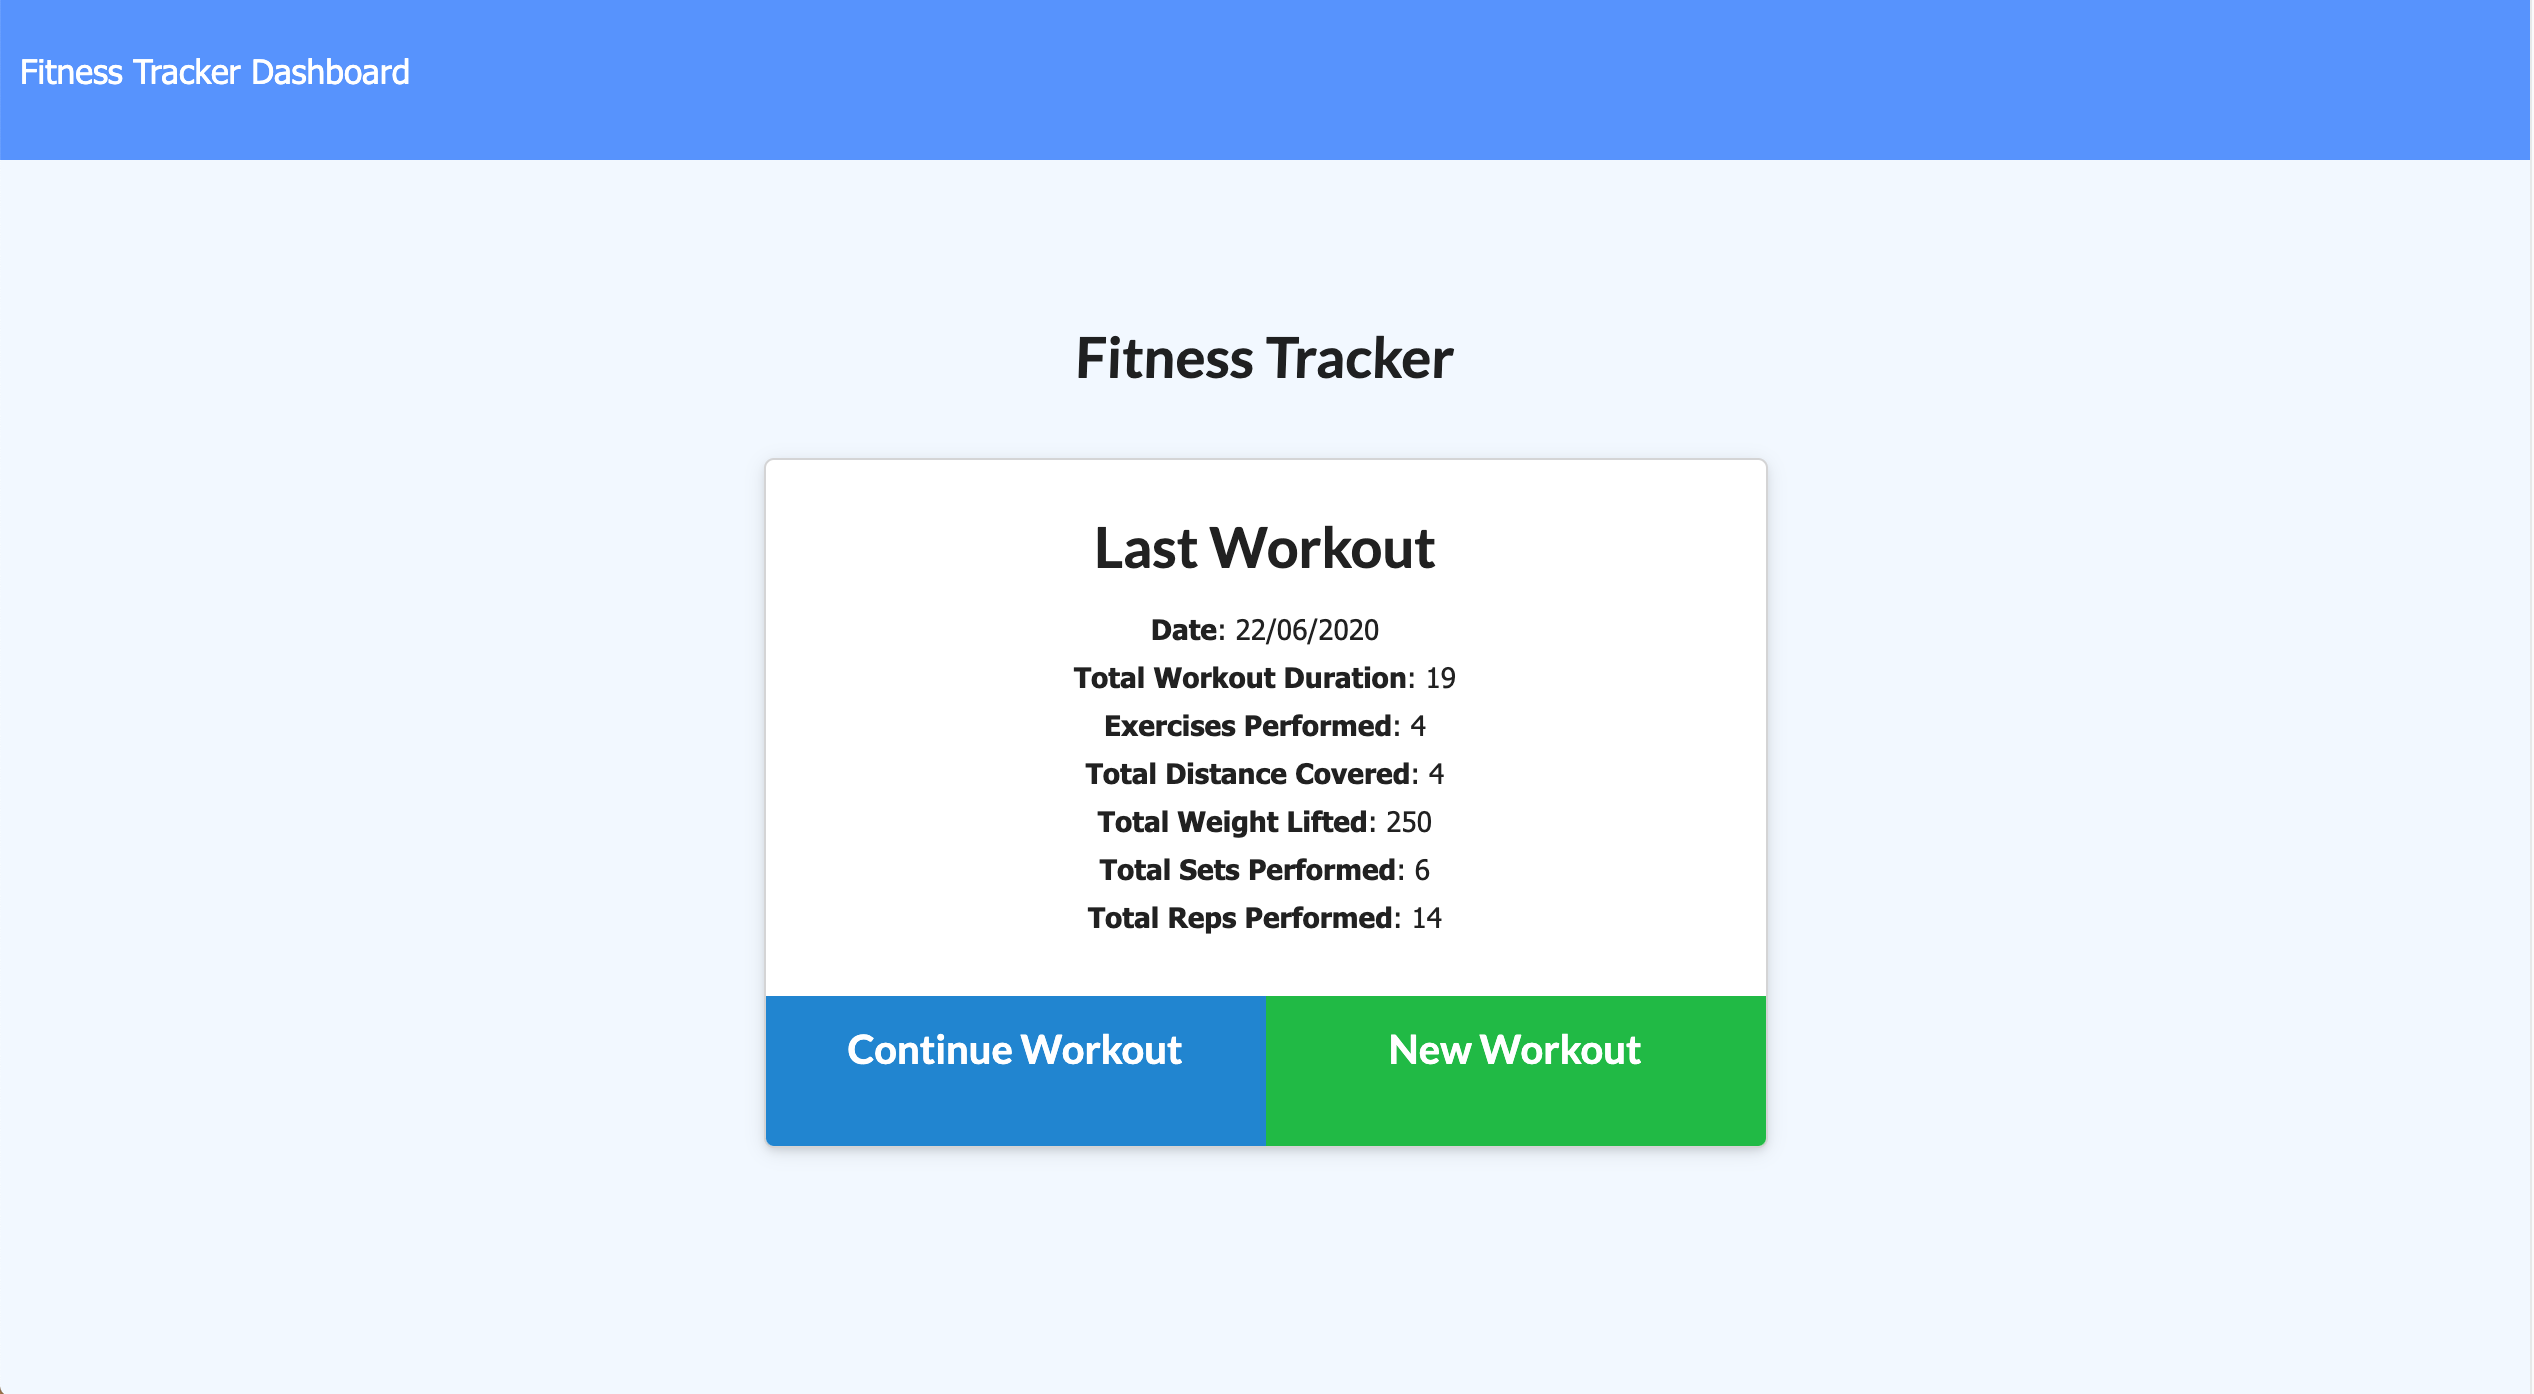 Fitness Tracker Dashboard
Fitness Tracker
Last Workout
Date: 22/06/2020
Total Workout Duration: 19
Exercises Performed: 4
Total Distance Covered: 4
Total Weight Lifted: 250
Total Sets Performed: 6
Total Reps Performed: 14
Continue Workout New Workout